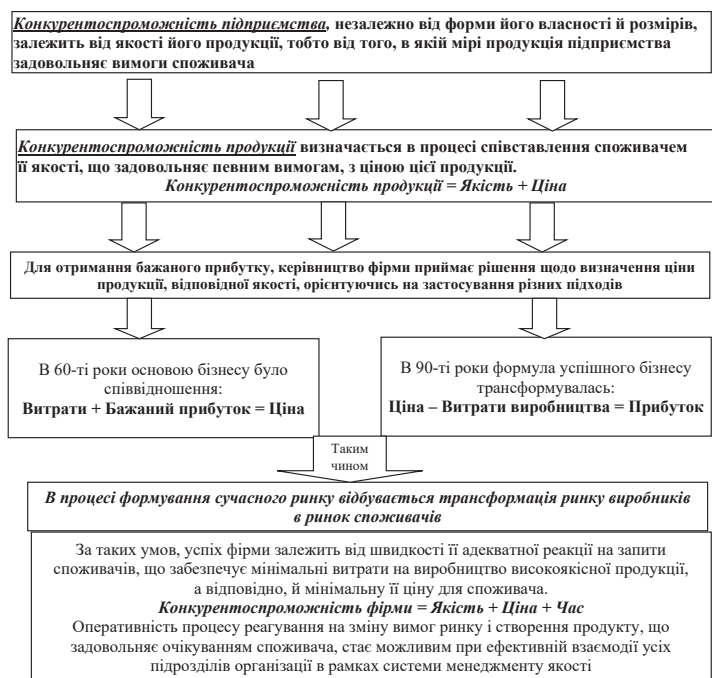 Конкурентоспроможність підприємства, незалежно від форми його власності й розмірів,
залежить від якості його продукції, тобто від того, в якій мірі продукція підприємства
задовольняє вимоги споживача
Конкурентоспроможність продукції визначається в процесі співставлення споживачем
її якості, що задовольняє певним вимогам, з ціною цієї продукції.
Конкурентоспроможність продукції = Якість + Ціна
Для отримання бажаного прибутку, керівництво фірми приймає рішення щодо визначення ціни
продукції, відповідної якості, орієнтуючись на застосування різних підходів
В 60-ті роки основою бізнесу було
співвідношення:
Витрати + Бажаний прибуток = Ціна
В 90-ті роки формула успішного бізнесу
трансформувалась:
Ціна – Витрати виробництва = Прибуток
Таким
чином
В процесі формування сучасного ринку відбувається трансформація ринку виробників
в ринок споживачів
За таких умов, успіх фірми залежить від швидкості її адекватної реакції на запити
споживачів, що забезпечує мінімальні витрати на виробництво високоякісної продукції,
а відповідно, й мінімальну її ціну для споживача.
Конкурентоспроможність фірми = Якість + Ціна + Час
Оперативність процесу реагування на зміну вимог ринку і створення продукту, що
задовольняє очікуванням споживача, стає можливим при ефективній взаємодії усіх
підрозділів організації в рамках системи менеджменту якості